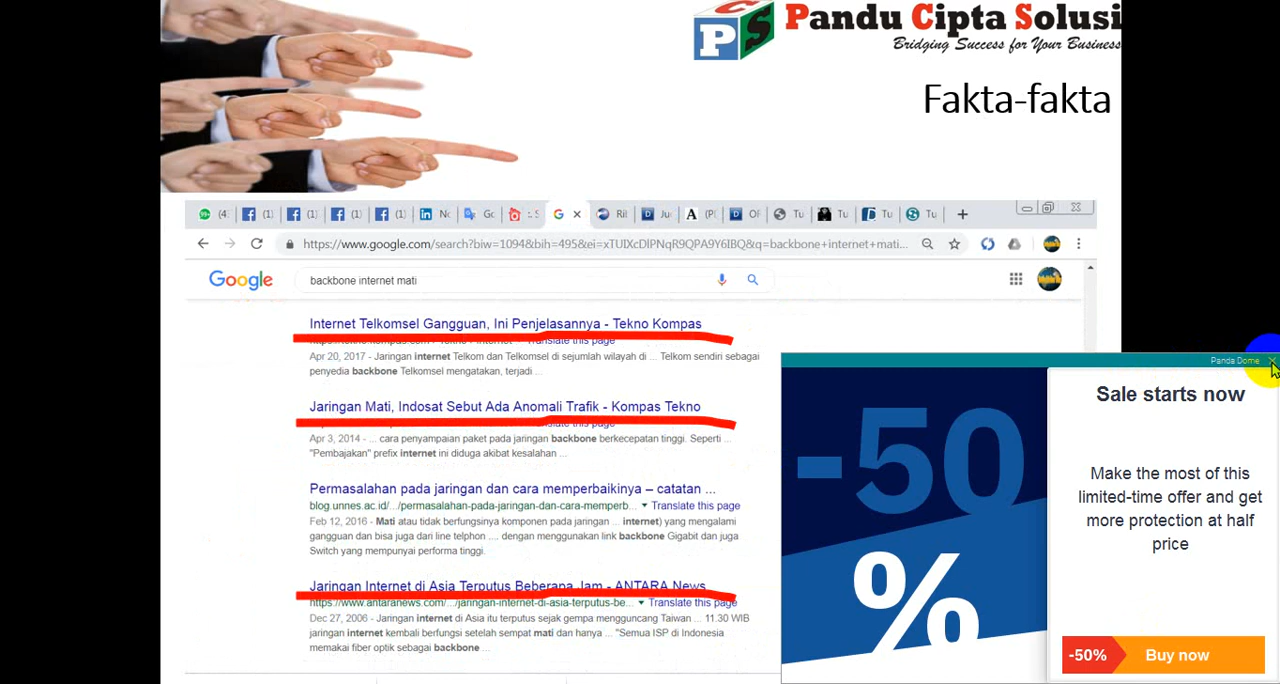 Pandu Cipta Solusi
Bridging Success for Your Business
Fakta-fakta
https://www.google.com/search?biw=1094&bih=495&ei=xTUlXcDlPNqR9QPA9Y6IBQ&q=backbone+internet+mati...
Google
backbone internet mati
Internet Telkomsel Gangguan, Ini Penjelasannya - Tekno Kompas
Translate this page
Apr 20, 2017 - Jaringan internet Telkom dan Telkomsel di sejumlah wilayah di ... Telkom sendiri sebagai
penyedia backbone Telkomsel mengatakan, terjadi ...
Jaringan Mati, Indosat Sebut Ada Anomali Trafik - Kompas Tekno
Apr 3, 2014 - ... cara penyampaian paket pada jaringan backbone berkecepatan tinggi. Seperti ...
"Pembajakan" prefix internet ini diduga akibat kesalahan ...
Permasalahan pada jaringan dan cara memperbaikinya – catatan ...
blog.unnes.ac.id/.../permasalahan-pada-jaringan-dan-cara-memperb... Translate this page
Feb 12, 2016 - Mati atau tidak berfungsinya komponen pada jaringan ... internet) yang mengalami
gangguan dan bisa juga dari line telphon .... dengan menggunakan link backbone Gigabit dan juga
Switch yang mempunyai performa tinggi.
Jaringan Internet di Asia Terputus Beberapa Jam - ANTARA News
https://www.antaranews.com/.../jaringan-internet-di-asia-terputus-be... Translate this page
Dec 27, 2006 - Jaringan internet di Asia itu terputus sejak gempa mengguncang Taiwan ... 11.30 WIB
jaringan internet kembali berfungsi setelah sempat mati dan hanya ... "Semua ISP di Indonesia
memakai fiber optik sebagai backbone ...
Panda Dome
-50
%
Sale starts now
Make the most of this
limited-time offer and get
more protection at half
price
-50% Buy now